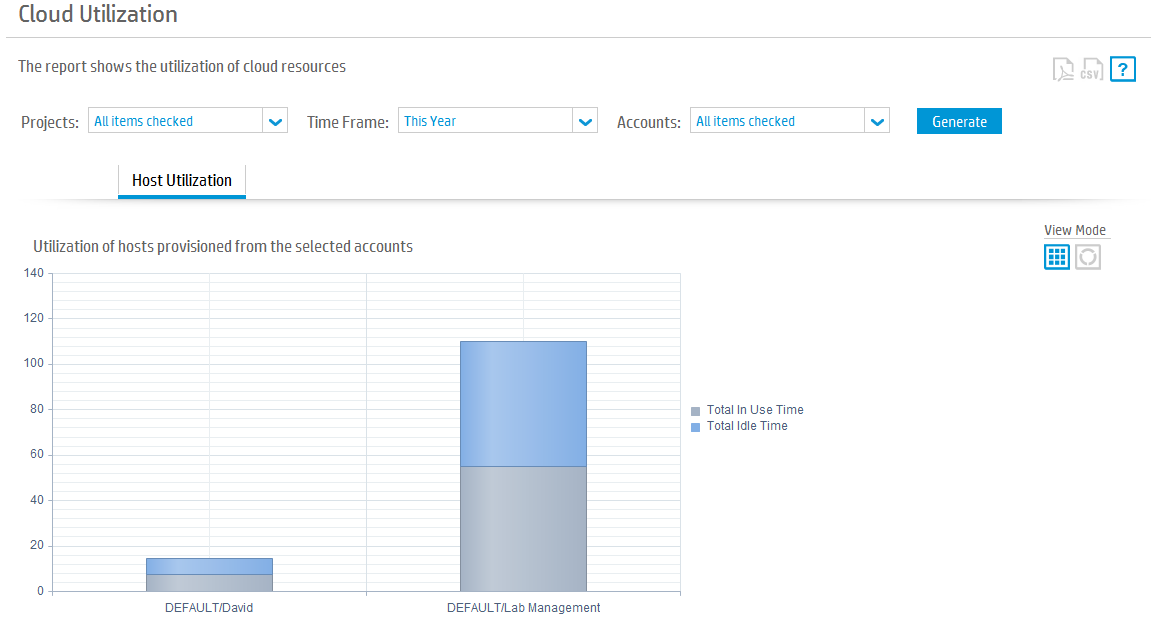 Cloud Utilization
The report shows the utilization of cloud resources
CSV ?
Projects: All items checked Time Frame: This Year Accounts: All items checked Generate
Host Utilization
View Mode
Utilization of hosts provisioned from the selected accounts
140
120
100
80
60
40
20
0
Total In Use Time
Total Idle Time
DEFAULT/David DEFAULT/Lab Management